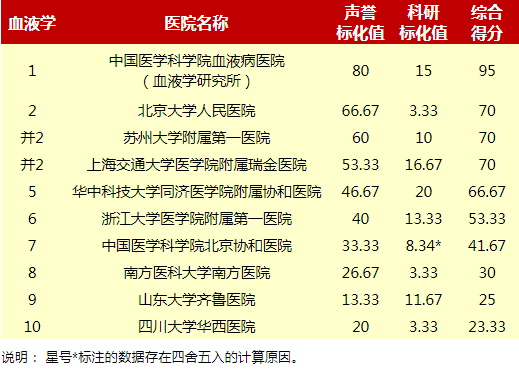 血液学 医院名称 声誉标化值 科研标化值 综合得分
1 中国医学科学院血液病医院（血液学研究所） 80 15 95
2 北京大学人民医院 66.67 3.33 70
并2 苏州大学附属第一医院 60 10 70
并2 上海交通大学医学院附属瑞金医院 53.33 16.67 70
5 华中科技大学同济医学院附属协和医院 46.67 20 66.67
6 浙江大学医学院附属第一医院 40 13.33 53.33
7 中国医学科学院北京协和医院 33.33 8.34* 41.67
8 南方医科大学南方医院 26.67 3.33 30
9 山东大学齐鲁医院 13.33 11.67 25
10 四川大学华西医院 20 3.33 23.33
说明： 星号*标注的数据存在四舍五入的计算原因。